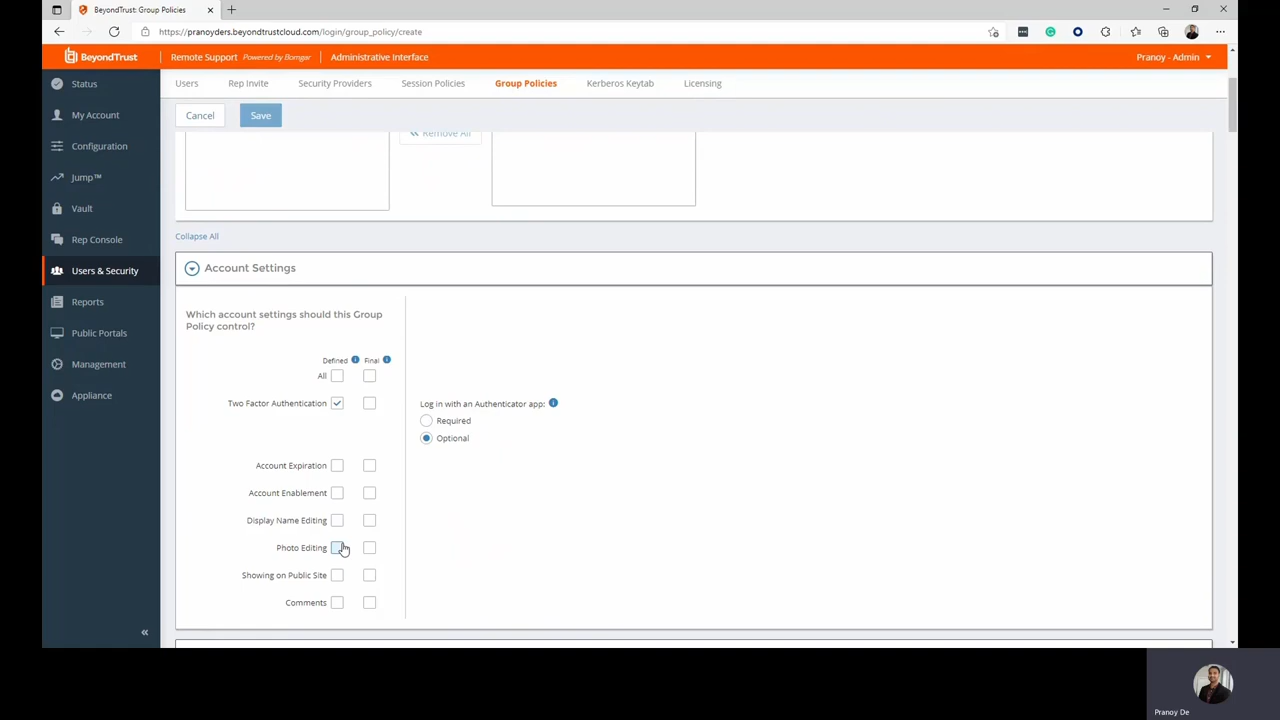 BeyondTrust: Group Policies
https://pranoyders.beyondtrustcloud.com/login/group_policy/create
BeyondTrust
Remote Support Powered by Bomgar
Administrative Interface
Pranoy - Admin
Status
My Account
Configuration
Jump™
Vault
Rep Console
Users & Security
Reports
Public Portals
Management
Appliance
«
Users
Rep Invite
Security Providers
Session Policies
Group Policies
Kerberos Keytab
Licensing
Cancel
Save
« Remove All
Collapse All
Account Settings
Which account settings should this Group
Policy control?
Defined
Final
All
Two Factor Authentication
Log in with an Authenticator app:
Required
Optional
Account Expiration
Account Enablement
Display Name Editing
Photo Editing
Showing on Public Site
Comments
Pranoy De